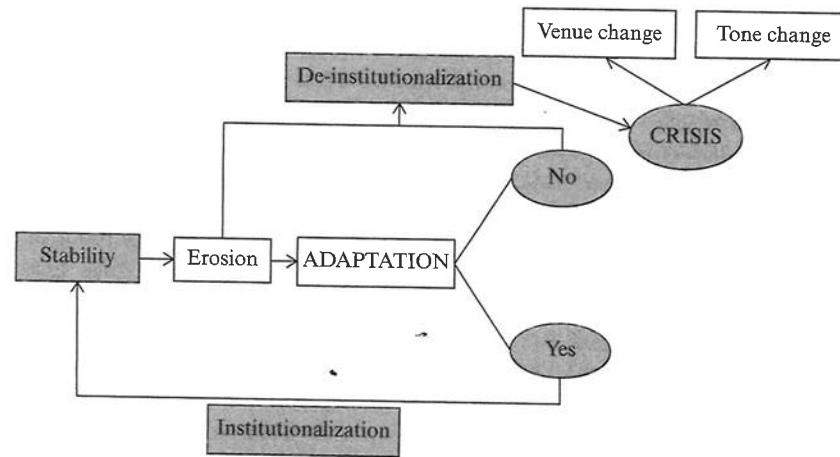 Venue change
Tone change
De-institutionalization
CRISIS
No
Stability
Erosion
ADAPTATION
Yes
Institutionalization